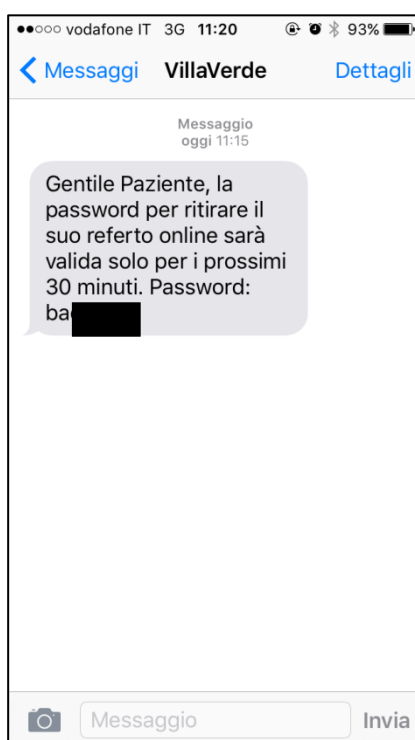 vodafone IT 3G 11:20 93%
Messaggi VillaVerde Dettagli
Messaggio
oggi 11:15
Gentile Paziente, la
password per ritirare il
suo referto online sarà
valida solo per i prossimi
30 minuti. Password:
Messaggio Invia